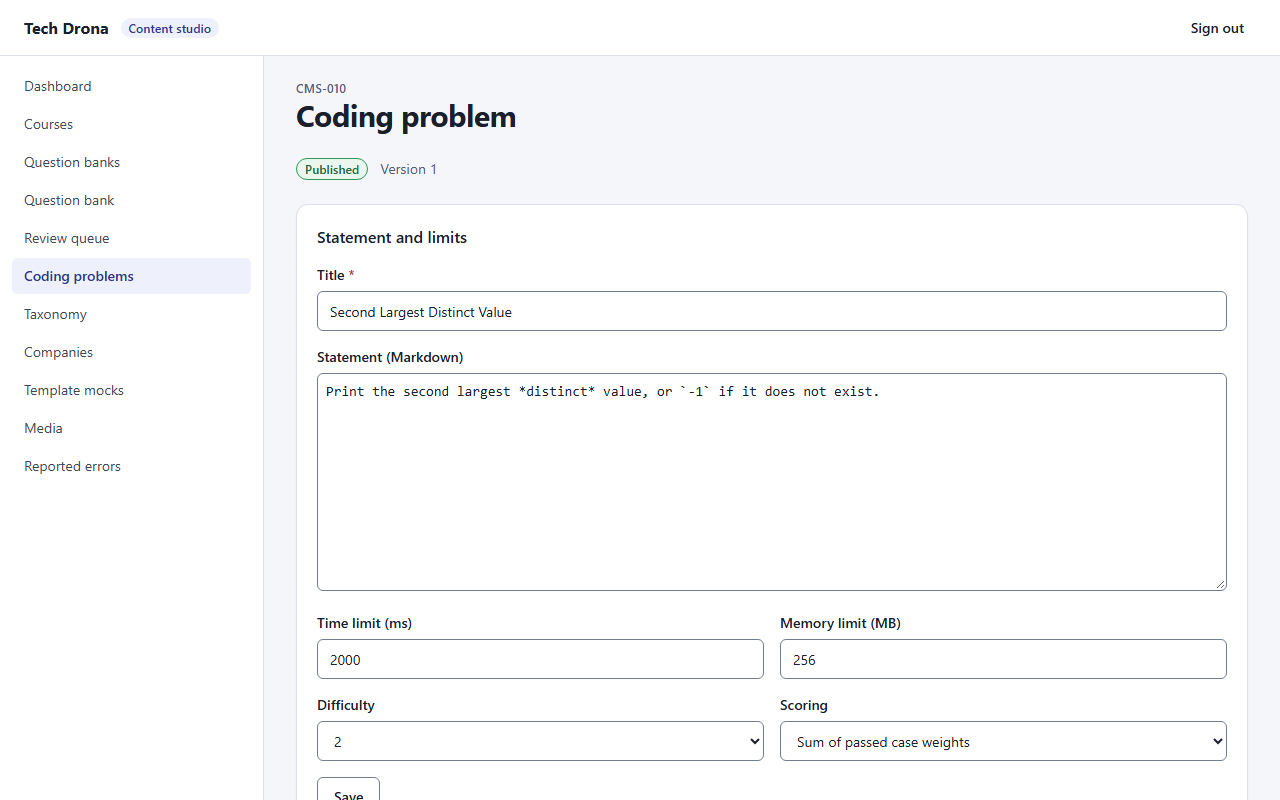 Tech Drona
Content studio
Sign out
Dashboard
Courses
Question banks
Question bank
Review queue
Coding problems
Taxonomy
Companies
Template mocks
Media
Reported errors
CMS-010
Coding problem
Published
Version 1
Statement and limits
Title *
Second Largest Distinct Value
Statement (Markdown)
Print the second largest *distinct* value, or `-1` if it does not exist.
Time limit (ms)
Memory limit (MB)
2000
256
Difficulty
Scoring
2
Sum of passed case weights
Save